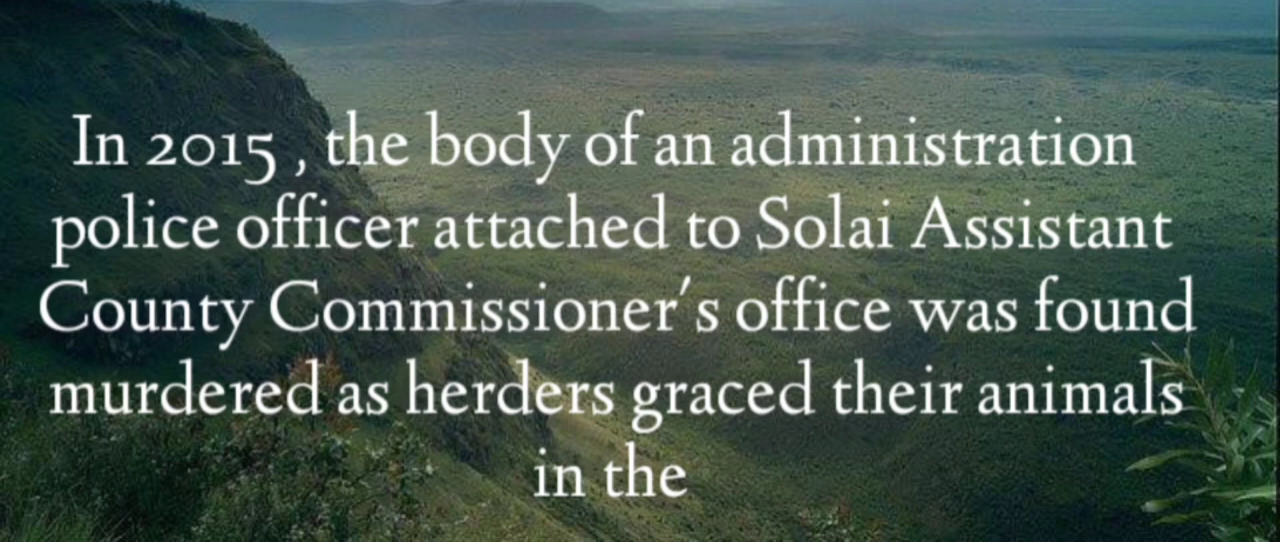 In 2015 , the body of an administration
police officer attached to Solai Assistant
County Commissioner's office was found
murdered as herders graced their animals
in the